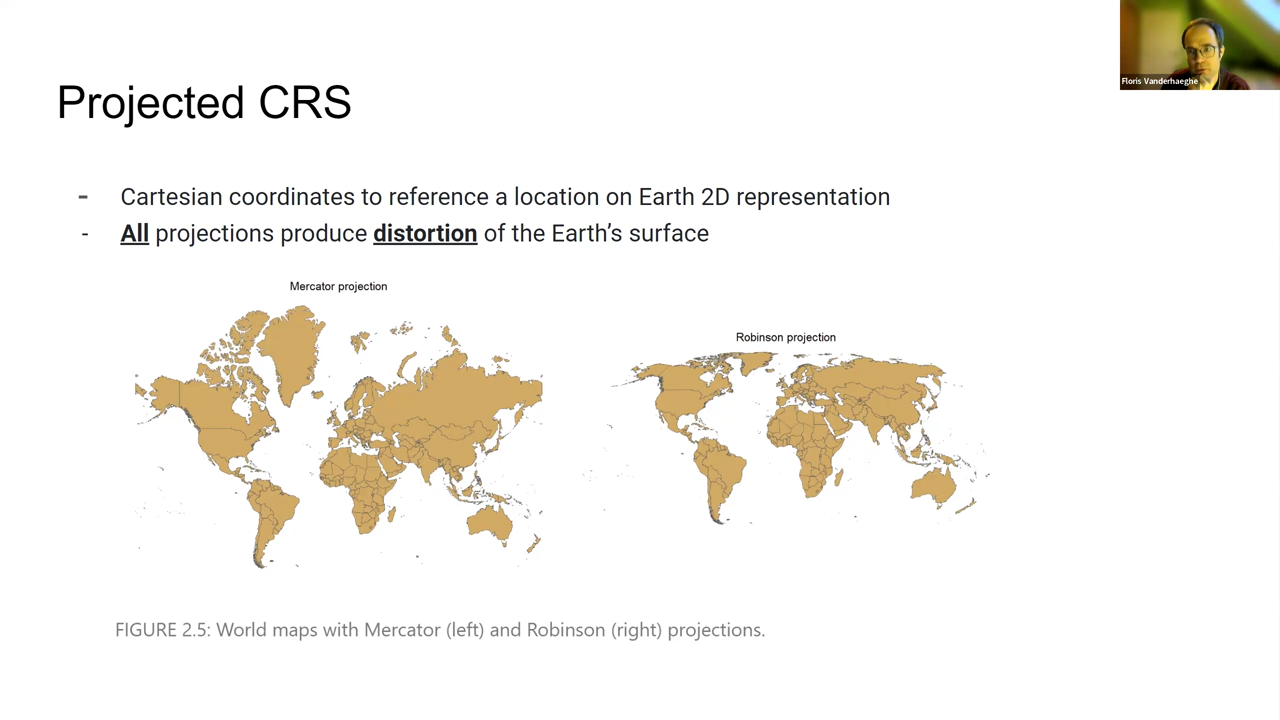 Floris Vanderhaeghe
Projected CRS
- Cartesian coordinates to reference a location on Earth 2D representation
- All projections produce distortion of the Earth's surface
Mercator projection
Robinson projection
FIGURE 2.5: World maps with Mercator (left) and Robinson (right) projections.